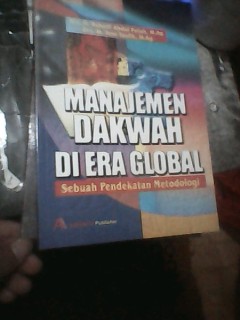 MANAJEMEN
DAKWAH
DI ERA GLOBAL
Sebuah Pendekatan Metodologi